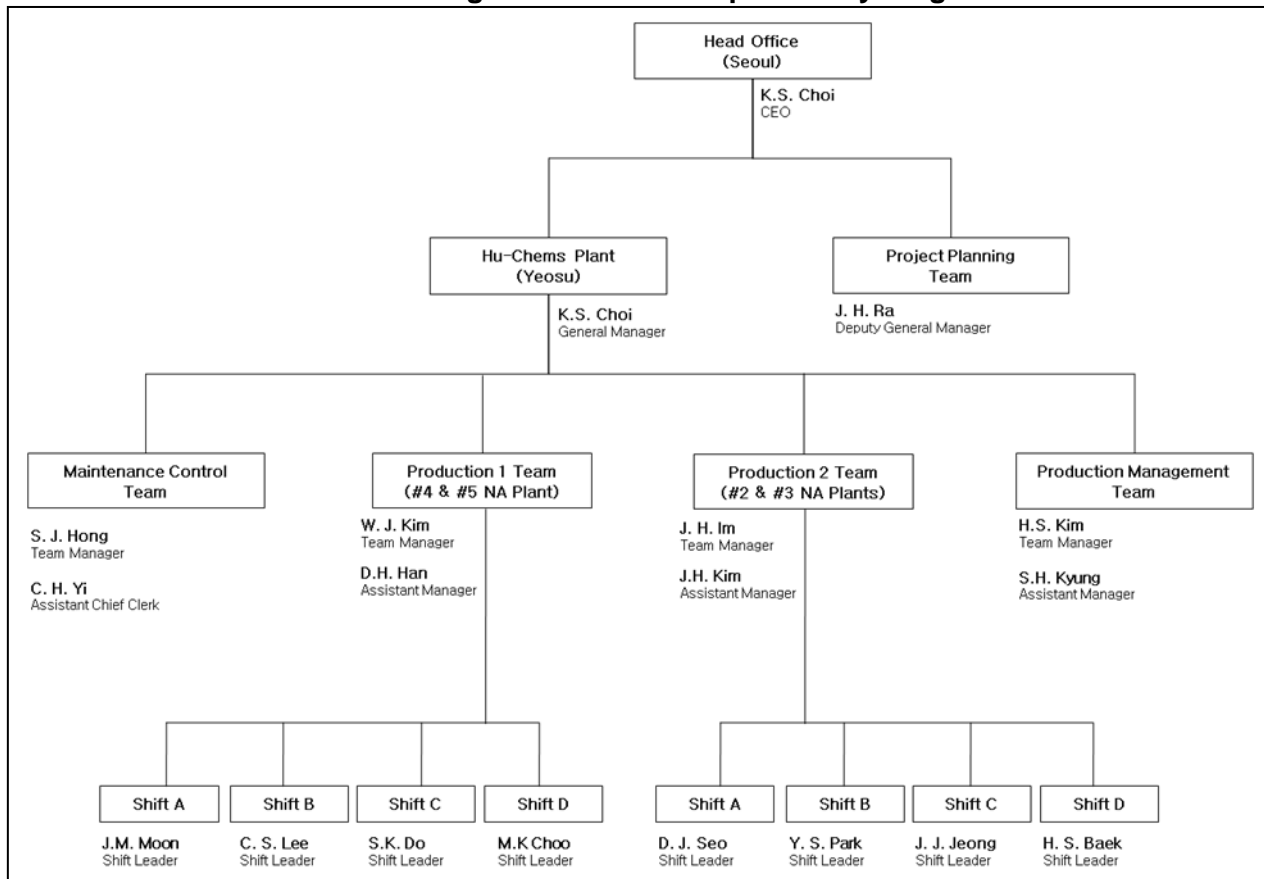 Head Office
(Seoul)
K.S. Choi
CEO
Hu-Chems Plant
(Yeosu)
Project Planning
Team
K.S. Choi
General Manager
J. H. Ra
Deputy General Manager
Maintenance Control
Team
Production 1 Team
(#4 & #5 NA Plant)
Production 2 Team
(#2 & #3 NA Plants)
Production Management
Team
S. J. Hong
Team Manager
C. H. Yi
Assistant Chief Clerk
W. J. Kim
Team Manager
D.H. Han
Assistant Manager
J. H. Im
Team Manager
J.H. Kim
Assistant Manager
H.S. Kim
Team Manager
S.H. Kyung
Assistant Manager
Shift A
Shift B
Shift C
Shift D
Shift A
Shift B
Shift C
Shift D
J.M. Moon
Shift Leader
C. S. Lee
Shift Leader
S.K. Do
Shift Leader
M.K Choo
Shift Leader
D. J. Seo
Shift Leader
Y. S. Park
Shift Leader
J. J. Jeong
Shift Leader
H. S. Baek
Shift Leader